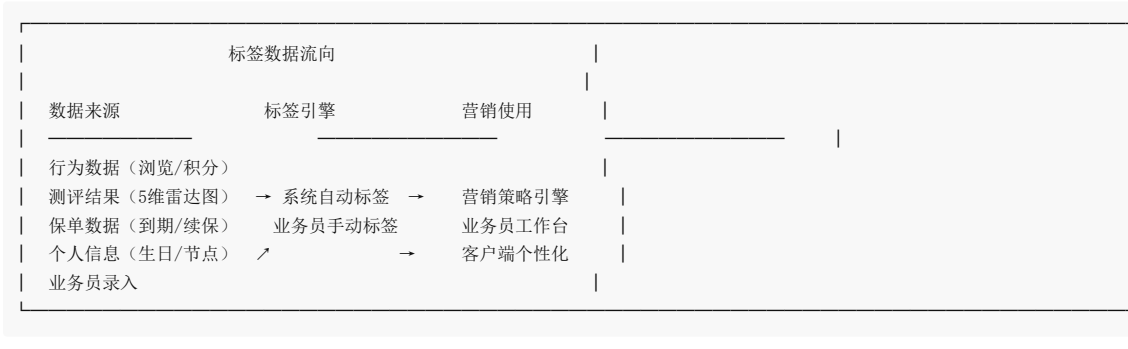 标签数据流向
数据来源 标签引擎 营销使用
行为数据（浏览/积分）
测评结果（5维雷达图） → 系统自动标签 → 营销策略引擎
保单数据（到期/续保） 业务员手动标签 业务员工作台
个人信息（生日/节点） ↗ → 客户端个性化
业务员录入